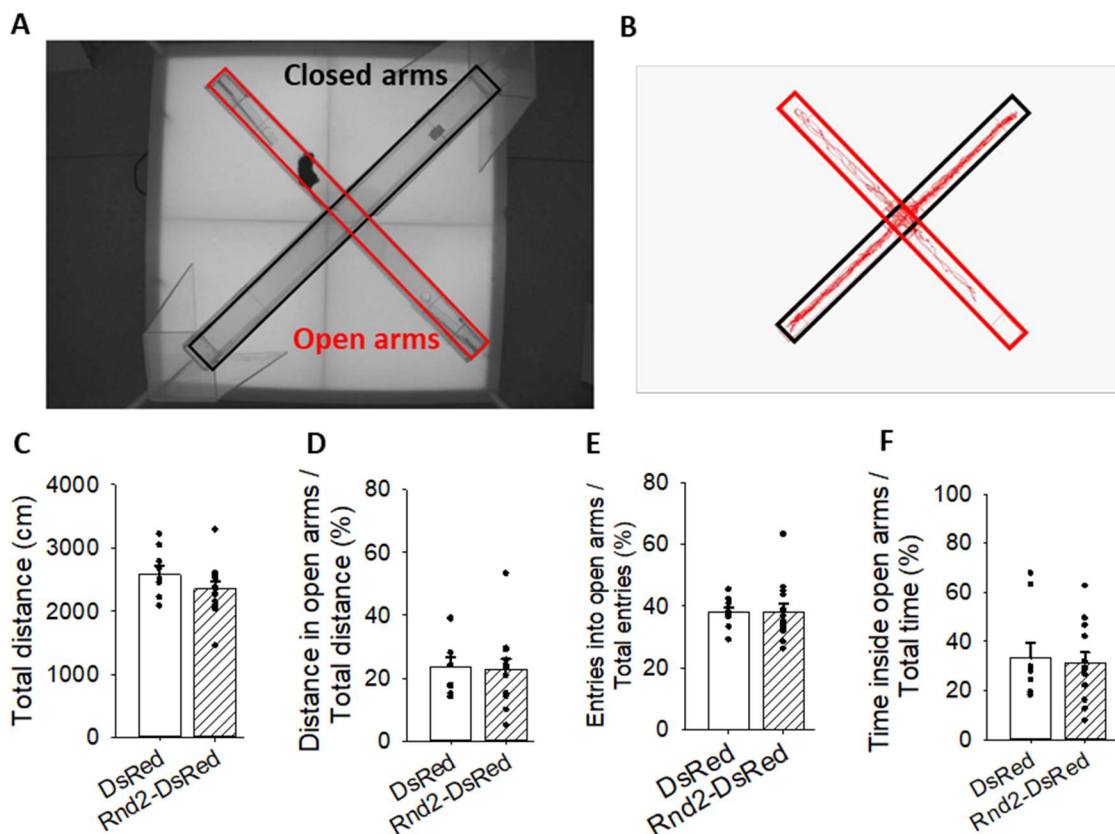 A
B
Closed arms
Open arms
C
D
E
F
Total distance (cm)
4000
3000
2000
1000
0
DsRed
Rnd2-DsRed
Distance in open arms /
Total distance (%)
80
60
40
20
0
DsRed
Rnd2-DsRed
Entries into open arms /
Total entries (%)
80
60
40
20
0
DsRed
Rnd2-DsRed
Time inside open arms /
Total time (%)
100
80
60
40
20
0
DsRed
Rnd2-DsRed